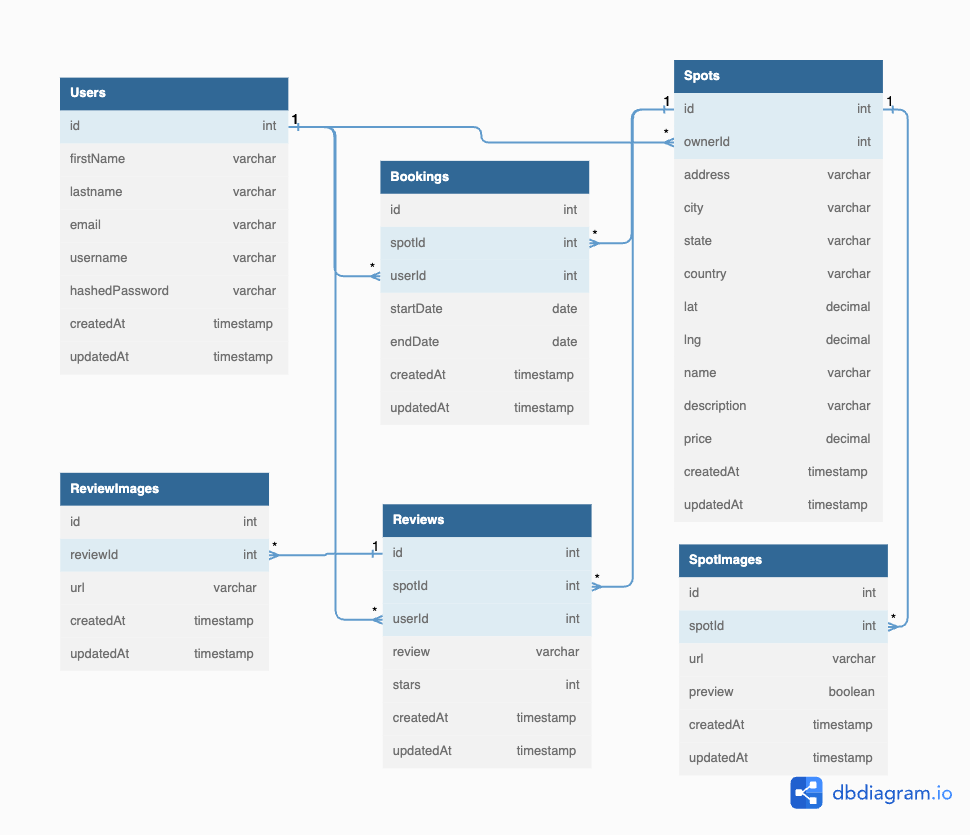 Users
id int
firstName varchar
lastname varchar
email varchar
username varchar
hashedPassword varchar
createdAt timestamp
updatedAt timestamp
1
*
*
*
Bookings
id int
spotId int
userId int
startDate date
endDate date
createdAt timestamp
updatedAt timestamp
*
Spots
id int
ownerId int
address varchar
city varchar
state varchar
country varchar
lat decimal
lng decimal
name varchar
description varchar
price decimal
createdAt timestamp
updatedAt timestamp
1
1
ReviewImages
id int
reviewId int
url varchar
createdAt timestamp
updatedAt timestamp
*
1
Reviews
id int
spotId int
userId int
review varchar
stars int
createdAt timestamp
updatedAt timestamp
*
SpotImages
id int
spotId int
url varchar
preview boolean
createdAt timestamp
updatedAt timestamp
*
dbdiagram.io